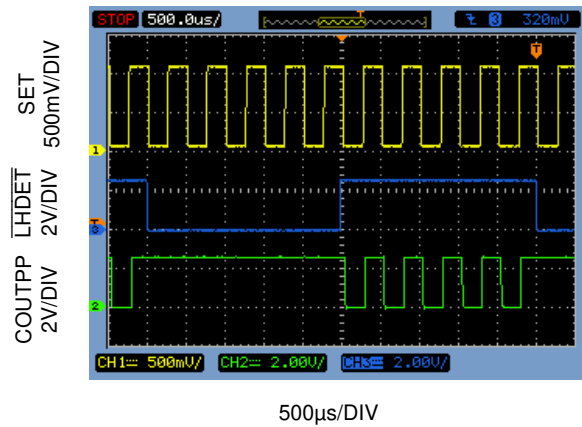 STOP 500.0us/ T 3 320mV
T
SET
500mV/DIV
1
LHDET
2V/DIV
T
3
COUTPP
2V/DIV
2
CH1 500mV/ CH2 2.00V/ CH3 2.00V/
500µs/DIV